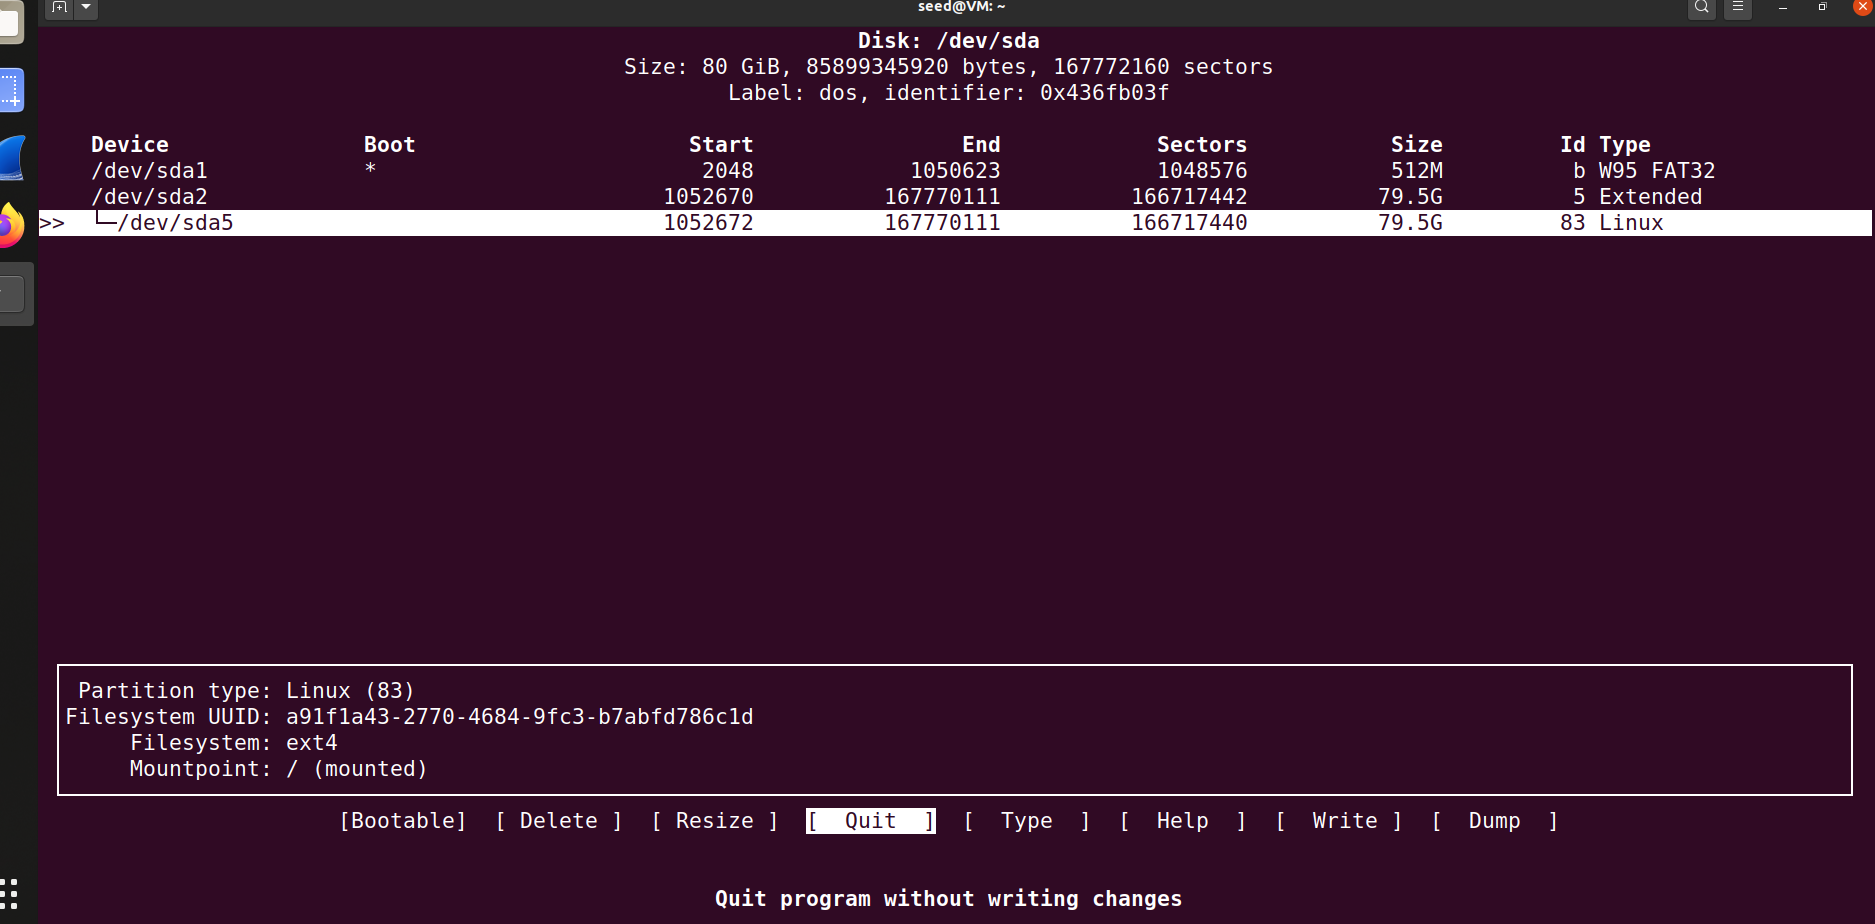 seed@VM: ~
Disk: /dev/sda
Size: 80 GiB, 85899345920 bytes, 167772160 sectors
Label: dos, identifier: 0x436fb03f
Device Boot Start End Sectors Size Id Type
/dev/sda1 * 2048 1050623 1048576 512M b W95 FAT32
/dev/sda2 1052670 167770111 166717442 79.5G 5 Extended
>> └─/dev/sda5 1052672 167770111 166717440 79.5G 83 Linux
Partition type: Linux (83)
Filesystem UUID: a91f1a43-2770-4684-9fc3-b7abfd786c1d
Filesystem: ext4
Mountpoint: / (mounted)
[Bootable] [ Delete ] [ Resize ] [ Quit ] [ Type ] [ Help ] [ Write ] [ Dump ]
Quit program without writing changes